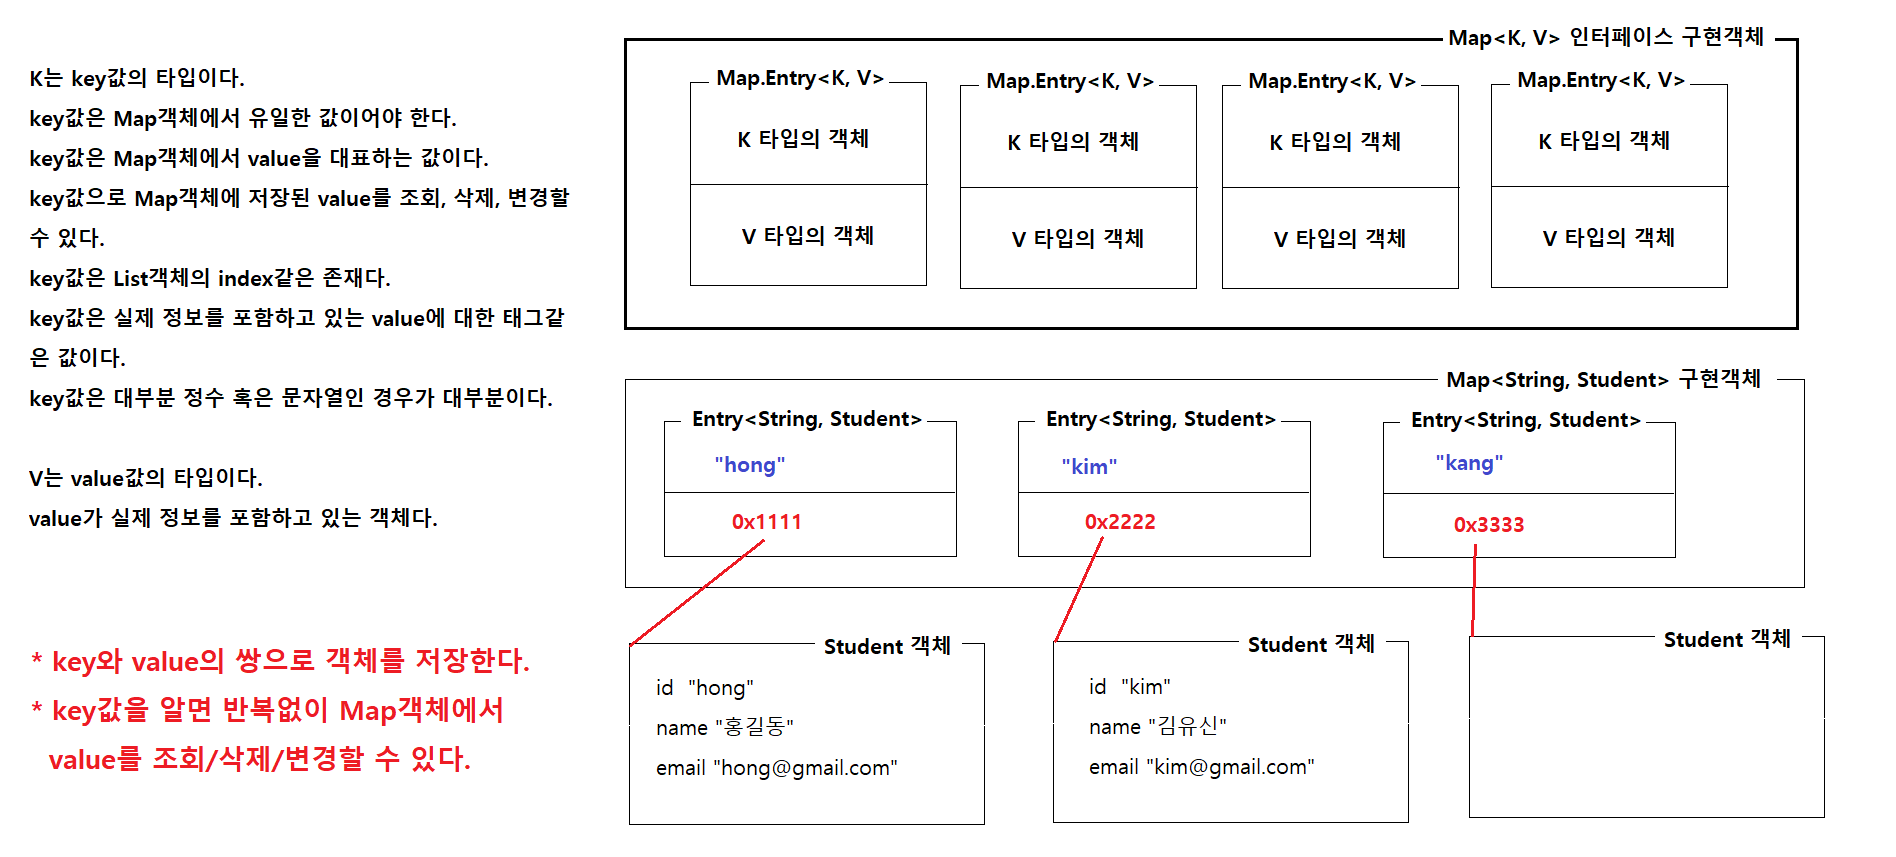 K는 key값의 타입이다.
key값은 Map객체에서 유일한 값이어야 한다.
key값은 Map객체에서 value을 대표하는 값이다.
key값으로 Map객체에 저장된 value를 조회, 삭제, 변경할
수 있다.
key값은 List객체의 index같은 존재다.
key값은 실제 정보를 포함하고 있는 value에 대한 태그같
은 값이다.
key값은 대부분 정수 혹은 문자열인 경우가 대부분이다.
V는 value값의 타입이다.
value가 실제 정보를 포함하고 있는 객체다.
* key와 value의 쌍으로 객체를 저장한다.
* key값을 알면 반복없이 Map객체에서
value를 조회/삭제/변경할 수 있다.
Map<K, V> 인터페이스 구현객체
Map.Entry<K, V>
K 타입의 객체
V 타입의 객체
Map.Entry<K, V>
K 타입의 객체
V 타입의 객체
Map.Entry<K, V>
K 타입의 객체
V 타입의 객체
Map.Entry<K, V>
K 타입의 객체
V 타입의 객체
Map<String, Student> 구현객체
Entry<String, Student>
"hong"
0x1111
Entry<String, Student>
"kim"
0x2222
Entry<String, Student>
"kang"
0x3333
Student 객체
id "hong"
name "홍길동"
email "hong@gmail.com"
Student 객체
id "kim"
name "김유신"
email "kim@gmail.com"
Student 객체